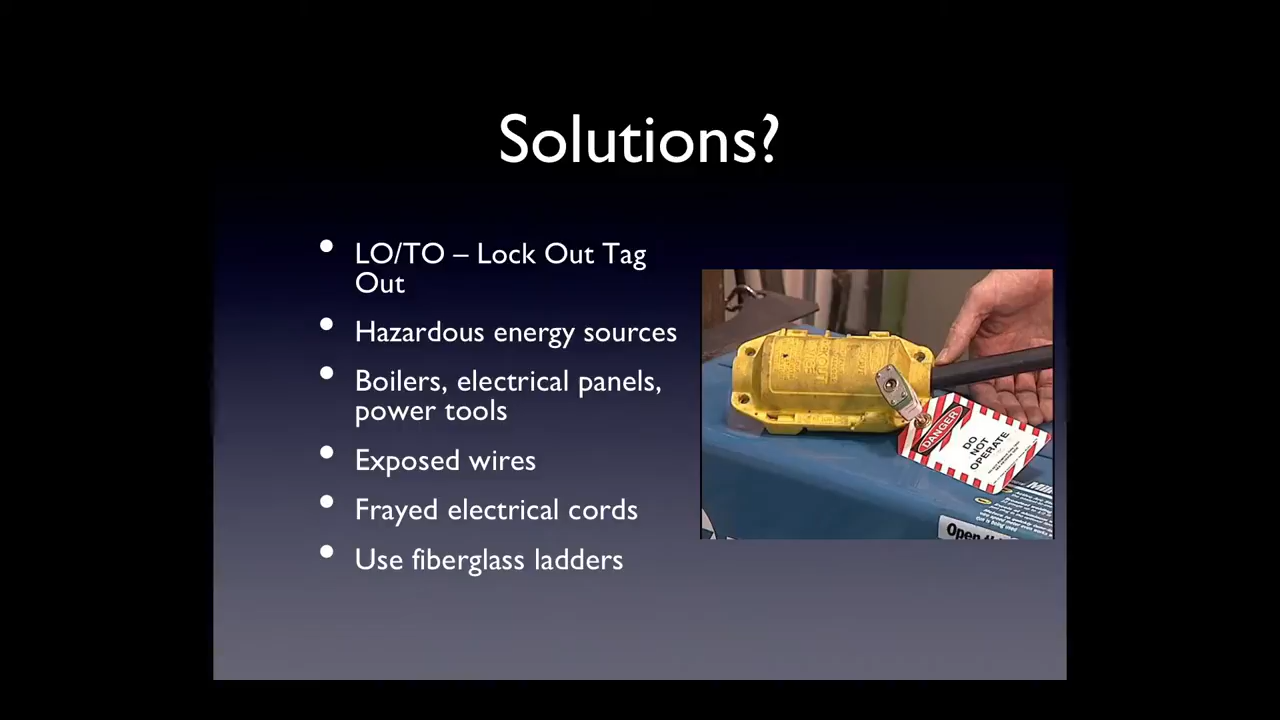 Solutions?
• LO/TO – Lock Out Tag
Out
• Hazardous energy sources
• Boilers, electrical panels,
power tools
• Exposed wires
• Frayed electrical cords
• Use fiberglass ladders
DANGER
DO
NOT
OPERATE
Open